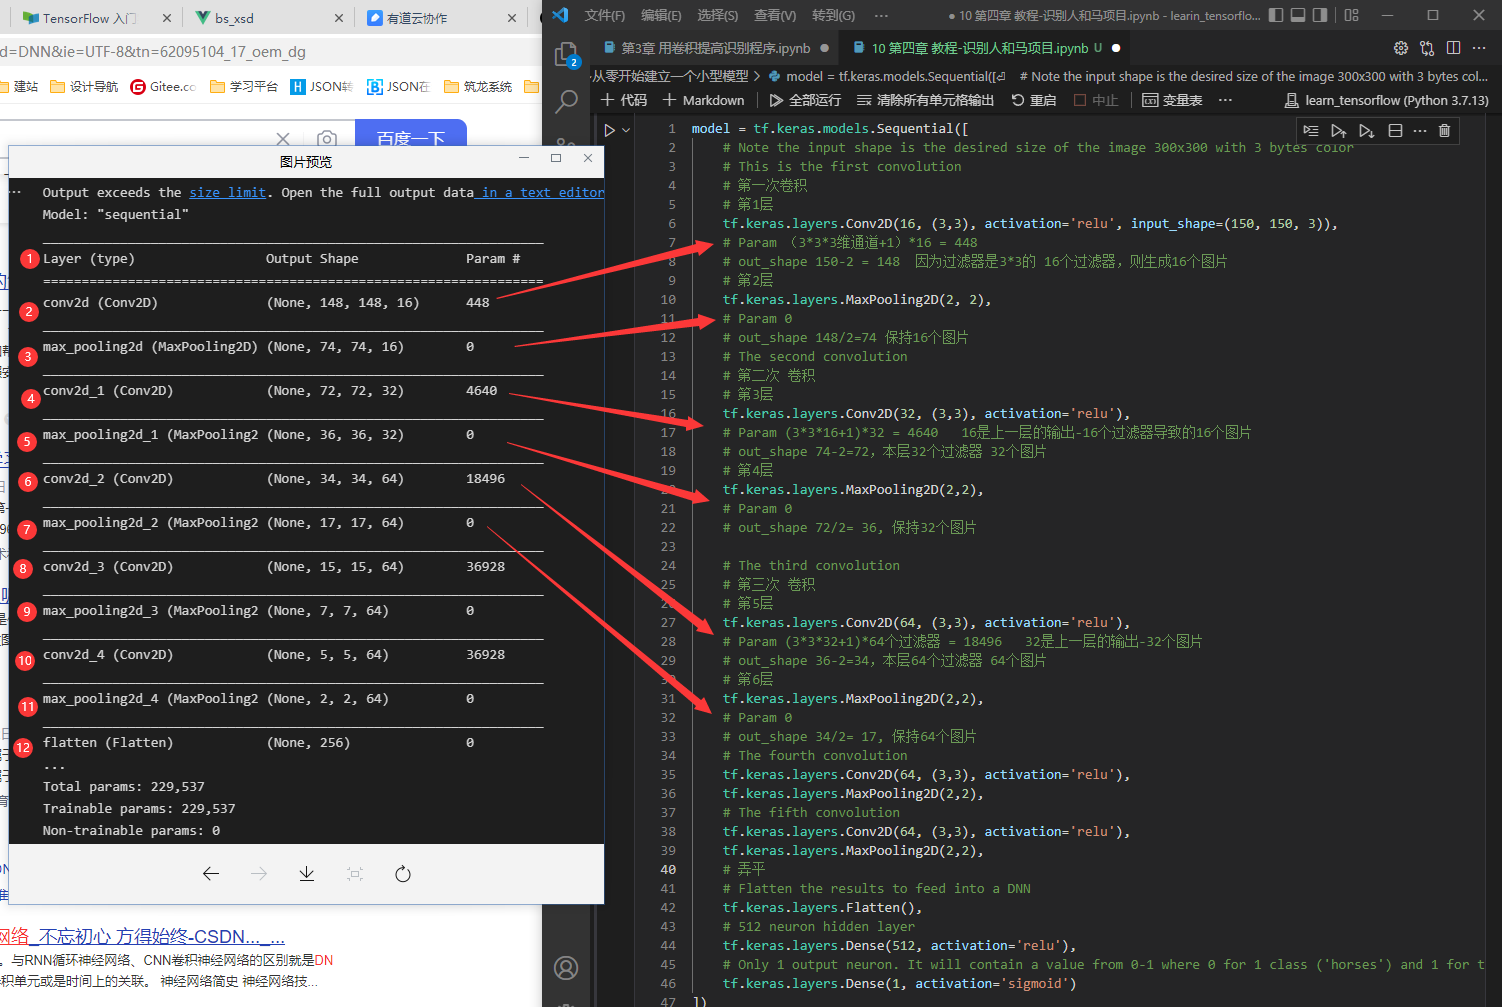 TensorFlow 入门
bs_xsd
有道云协作
d=DNN&ie=UTF-8&tn=62095104_17_oem_dg
建站
设计导航
Gitee.cc
学习平台
JSON转
JSON在
筑龙系统
百度一下
图片预览
Output exceeds the size limit. Open the full output data in a text editor
Model: "sequential"
1 Layer (type) Output Shape Param #
2 conv2d (Conv2D) (None, 148, 148, 16) 448
3 max_pooling2d (MaxPooling2D) (None, 74, 74, 16) 0
4 conv2d_1 (Conv2D) (None, 72, 72, 32) 4640
5 max_pooling2d_1 (MaxPooling2 (None, 36, 36, 32) 0
6 conv2d_2 (Conv2D) (None, 34, 34, 64) 18496
7 max_pooling2d_2 (MaxPooling2 (None, 17, 17, 64) 0
8 conv2d_3 (Conv2D) (None, 15, 15, 64) 36928
9 max_pooling2d_3 (MaxPooling2 (None, 7, 7, 64) 0
10 conv2d_4 (Conv2D) (None, 5, 5, 64) 36928
11 max_pooling2d_4 (MaxPooling2 (None, 2, 2, 64) 0
12 flatten (Flatten) (None, 256) 0
...
Total params: 229,537
Trainable params: 229,537
Non-trainable params: 0
网络_不忘初心 方得始终-CSDN..._...
。与RNN循环神经网络、CNN卷积神经网络的区别就是DN
积单元或是时间上的关联。 神经网络简史 神经网络技...
文件(F) 编辑(E) 选择(S) 查看(V) 转到(G) ...
● 10 第四章 教程-识别人和马项目.ipynb - learin_tensorflo...
第3章 用卷积提高识别程序.ipynb ●
10 第四章 教程-识别人和马项目.ipynb U ●
从零开始建立一个小型模型 > model = tf.keras.models.Sequential([⏎ # Note the input shape is the desired size of the image 300x300 with 3 bytes col...
+ 代码 + Markdown 全部运行 清除所有单元格输出 重启 中止 变量表 ... learn_tensorflow (Python 3.7.13)
2
1 model = tf.keras.models.Sequential([
2 # Note the input shape is the desired size of the image 300x300 with 3 bytes color
3 # This is the first convolution
4 # 第一次卷积
5 # 第1层
6 tf.keras.layers.Conv2D(16, (3,3), activation='relu', input_shape=(150, 150, 3)),
7 # Param （3*3*3维通道+1）*16 = 448
8 # out_shape 150-2 = 148 因为过滤器是3*3的 16个过滤器，则生成16个图片
9 # 第2层
10 tf.keras.layers.MaxPooling2D(2, 2),
11 # Param 0
12 # out_shape 148/2=74 保持16个图片
13 # The second convolution
14 # 第二次 卷积
15 # 第3层
16 tf.keras.layers.Conv2D(32, (3,3), activation='relu'),
17 # Param (3*3*16+1)*32 = 4640 16是上一层的输出-16个过滤器导致的16个图片
18 # out_shape 74-2=72，本层32个过滤器 32个图片
19 # 第4层
tf.keras.layers.MaxPooling2D(2,2),
21 # Param 0
22 # out_shape 72/2= 36, 保持32个图片
23
24 # The third convolution
25 # 第三次 卷积
# 第5层
27 tf.keras.layers.Conv2D(64, (3,3), activation='relu'),
28 # Param (3*3*32+1)*64个过滤器 = 18496 32是上一层的输出-32个图片
29 # out_shape 36-2=34，本层64个过滤器 64个图片
30 # 第6层
31 tf.keras.layers.MaxPooling2D(2,2),
32 # Param 0
33 # out_shape 34/2= 17, 保持64个图片
34 # The fourth convolution
35 tf.keras.layers.Conv2D(64, (3,3), activation='relu'),
36 tf.keras.layers.MaxPooling2D(2,2),
37 # The fifth convolution
38 tf.keras.layers.Conv2D(64, (3,3), activation='relu'),
39 tf.keras.layers.MaxPooling2D(2,2),
40 # 弄平
41 # Flatten the results to feed into a DNN
42 tf.keras.layers.Flatten(),
43 # 512 neuron hidden layer
44 tf.keras.layers.Dense(512, activation='relu'),
45 # Only 1 output neuron. It will contain a value from 0-1 where 0 for 1 class ('horses') and 1 for t
46 tf.keras.layers.Dense(1, activation='sigmoid')
47 ])